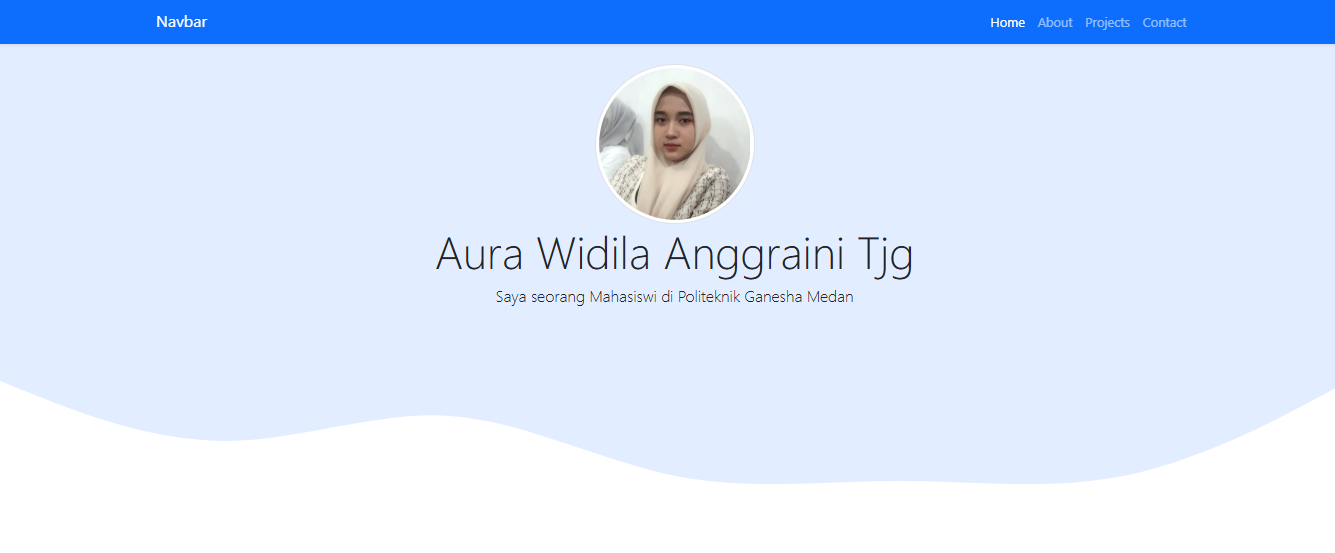 Navbar Home About Projects Contact
Aura Widila Anggraini Tjg
Saya seorang Mahasiswi di Politeknik Ganesha Medan